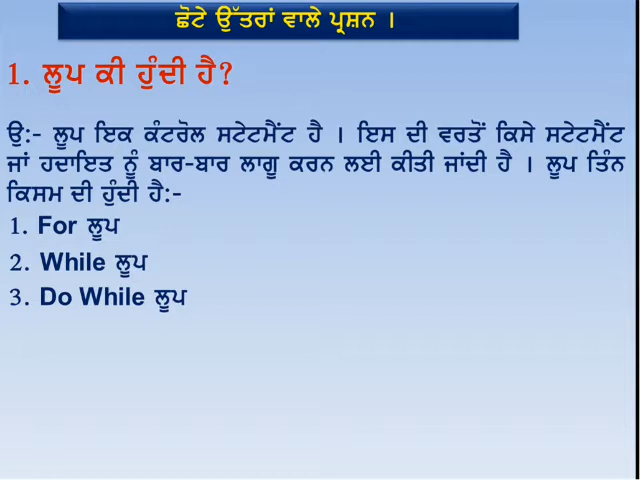 ਛੋਟੇ ਉੱਤਰਾਂ ਵਾਲੇ ਪ੍ਰਸ਼ਨ ।
1. ਲੂਪ ਕੀ ਹੁੰਦੀ ਹੈ?
ਉ:- ਲੂਪ ਇਕ ਕੰਟਰੋਲ ਸਟੇਟਮੈਂਟ ਹੈ । ਇਸ ਦੀ ਵਰਤੋਂ ਕਿਸੇ ਸਟੇਟਮੈਂਟ
ਜਾਂ ਹਦਾਇਤ ਨੂੰ ਬਾਰ-ਬਾਰ ਲਾਗੂ ਕਰਨ ਲਈ ਕੀਤੀ ਜਾਂਦੀ ਹੈ । ਲੂਪ ਤਿੰਨ
ਕਿਸਮ ਦੀ ਹੁੰਦੀ ਹੈ:-
1. For ਲੂਪ
2. While ਲੂਪ
3. Do While ਲੂਪ